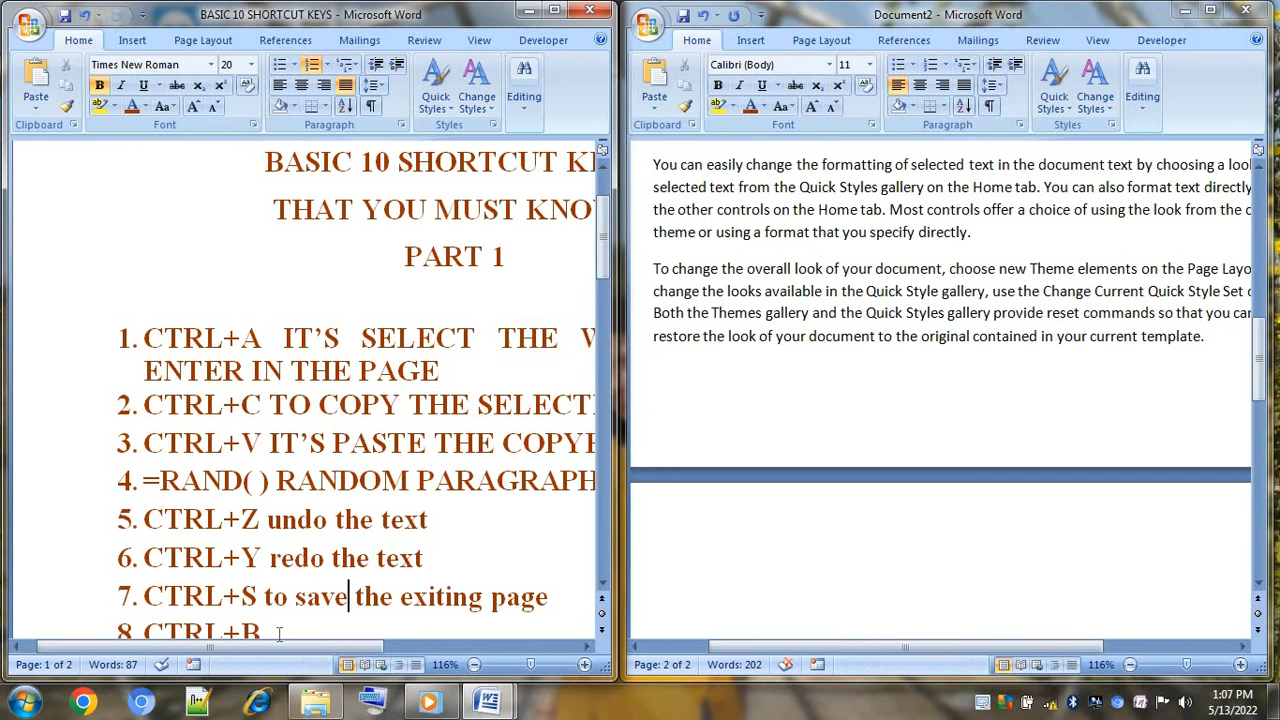 BASIC 10 SHORTCUT KEYS - Microsoft Word
Home Insert Page Layout References Mailings Review View Developer
Times New Roman 20
Paste Quick Styles Change Styles Editing
Clipboard Font Paragraph Styles
BASIC 10 SHORTCUT KE
THAT YOU MUST KNO
PART 1
1. CTRL+A IT'S SELECT THE W
ENTER IN THE PAGE
2. CTRL+C TO COPY THE SELECT
3. CTRL+V IT'S PASTE THE COPYE
4. =RAND( ) RANDOM PARAGRAPH
5. CTRL+Z undo the text
6. CTRL+Y redo the text
7. CTRL+S to save the exiting page
8. CTRL+B
Page: 1 of 2 Words: 87 116%
Document2 - Microsoft Word
Home Insert Page Layout References Mailings Review View Developer
Calibri (Body) 11
Paste Quick Styles Change Styles Editing
Clipboard Font Paragraph Styles
You can easily change the formatting of selected text in the document text by choosing a loo
selected text from the Quick Styles gallery on the Home tab. You can also format text directly
the other controls on the Home tab. Most controls offer a choice of using the look from the c
theme or using a format that you specify directly.
To change the overall look of your document, choose new Theme elements on the Page Layo
change the looks available in the Quick Style gallery, use the Change Current Quick Style Set
Both the Themes gallery and the Quick Styles gallery provide reset commands so that you can
restore the look of your document to the original contained in your current template.
Page: 2 of 2 Words: 202 116%
1:07 PM
5/13/2022